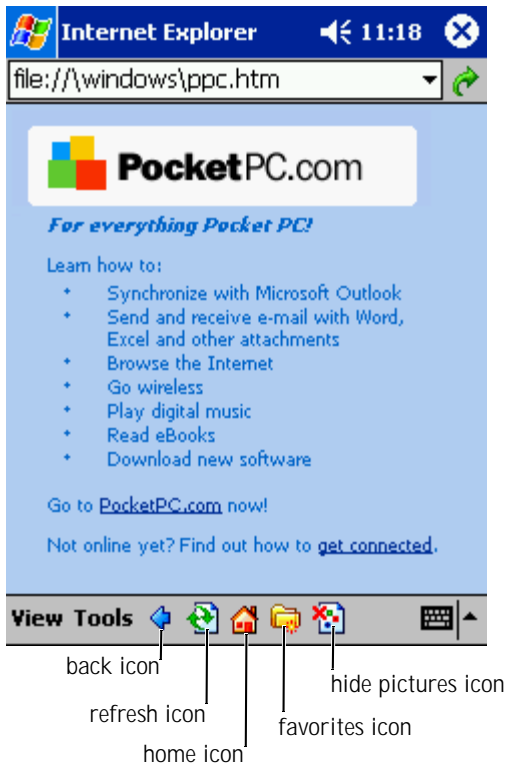 Internet Explorer 11:18
file://\windows\ppc.htm
PocketPC.com
For everything Pocket PC!
Learn how to:
Synchronize with Microsoft Outlook
Send and receive e-mail with Word,
Excel and other attachments
Browse the Internet
Go wireless
Play digital music
Read eBooks
Download new software
Go to PocketPC.com now!
Not online yet? Find out how to get connected.
View Tools
back icon
hide pictures icon
refresh icon
favorites icon
home icon